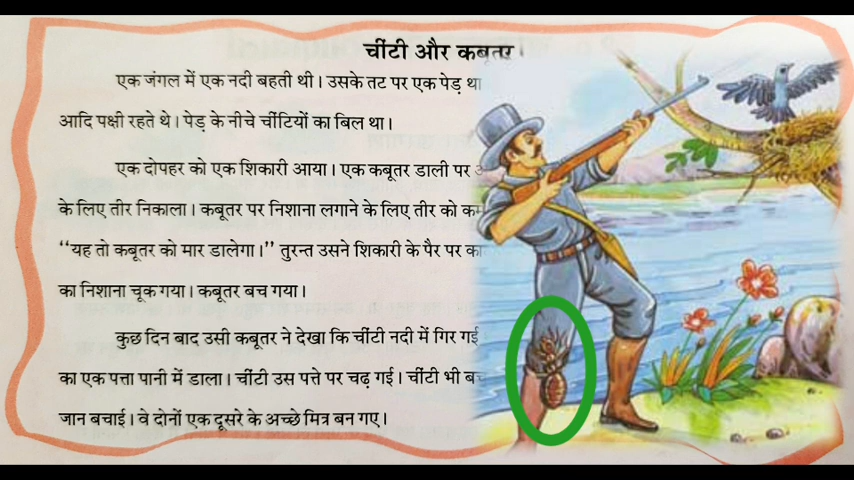 चींटी और कबूतर
एक जंगल में एक नदी बहती थी। उसके तट पर एक पेड़ था
आदि पक्षी रहते थे। पेड़ के नीचे चींटियों का बिल था।
एक दोपहर को एक शिकारी आया। एक कबूतर डाली पर
के लिए तीर निकाला। कबूतर पर निशाना लगाने के लिए तीर को
“यह तो कबूतर को मार डालेगा।” तुरन्त उसने शिकारी के पैर पर
का निशाना चूक गया। कबूतर बच गया।
कुछ दिन बाद उसी कबूतर ने देखा कि चींटी नदी में गिर गई
का एक पत्ता पानी में डाला। चींटी उस पत्ते पर चढ़ गई। चींटी भी
जान बचाई। वे दोनों एक दूसरे के अच्छे मित्र बन गए।